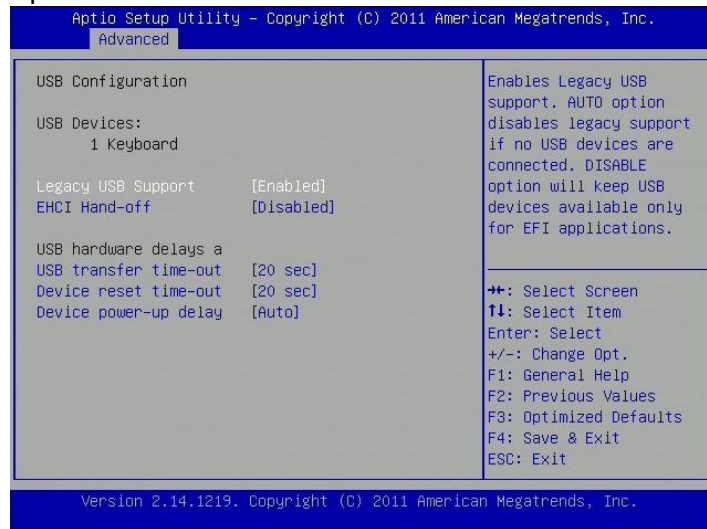 Aptio Setup Utility – Copyright (C) 2011 American Megatrends, Inc.
Advanced
USB Configuration
USB Devices:
1 Keyboard
Legacy USB Support [Enabled]
EHCI Hand-off [Disabled]
USB hardware delays a
USB transfer time-out [20 sec]
Device reset time-out [20 sec]
Device power-up delay [Auto]
Enables Legacy USB
support. AUTO option
disables legacy support
if no USB devices are
connected. DISABLE
option will keep USB
devices available only
for EFI applications.
→←: Select Screen
↑↓: Select Item
Enter: Select
+/-: Change Opt.
F1: General Help
F2: Previous Values
F3: Optimized Defaults
F4: Save & Exit
ESC: Exit
Version 2.14.1219. Copyright (C) 2011 American Megatrends, Inc.